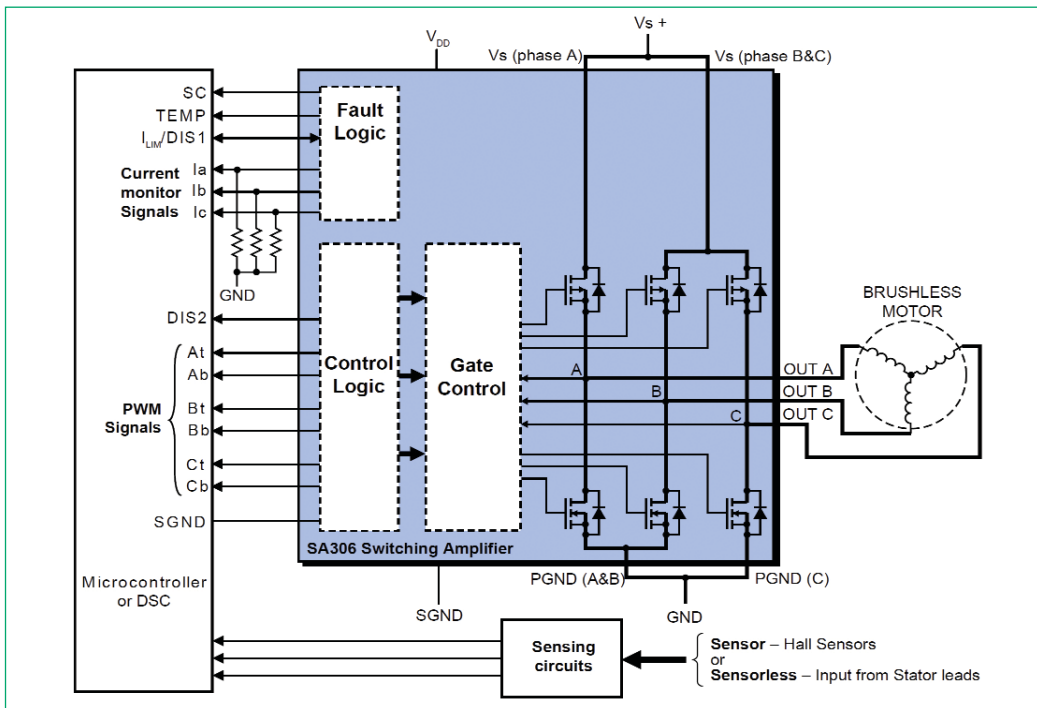 Vs +
V_DD
Vs (phase A)
Vs (phase B&C)
SC
TEMP
I_LIM/DIS1
Fault
Logic
Current
monitor
Signals
Ia
Ib
Ic
GND
DIS2
PWM
Signals
At
Ab
Bt
Bb
Ct
Cb
SGND
Control
Logic
Gate
Control
A
B
C
OUT A
OUT B
OUT C
BRUSHLESS
MOTOR
SA306 Switching Amplifier
PGND (A&B)
PGND (C)
GND
SGND
Microcontroller
or DSC
Sensing
circuits
Sensor – Hall Sensors
or
Sensorless – Input from Stator leads